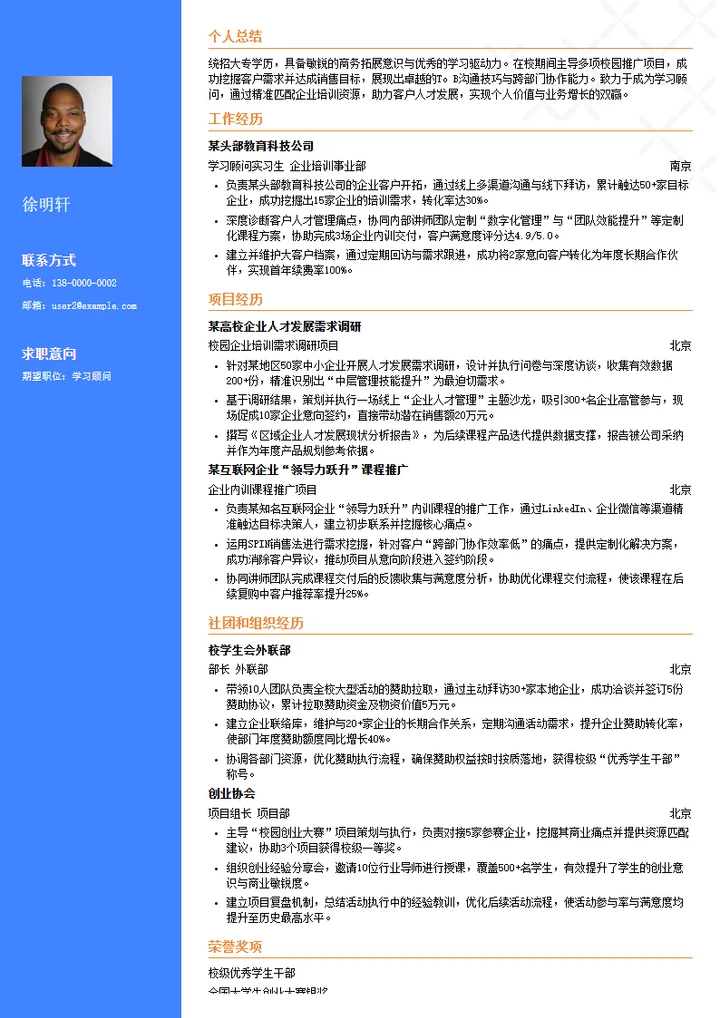 徐明轩
联系方式
电话：138-0000-0002
邮箱：user2@example.com
求职意向
期望职位：学习顾问
个人总结
统招大专学历，具备敏锐的商务拓展意识与优秀的学习驱动力。在校期间主导多项校园推广项目，成
功挖掘客户需求并达成销售目标，展现出卓越的T。B沟通技巧与跨部门协作能力。致力于成为学习顾
问，通过精准匹配企业培训资源，助力客户人才发展，实现个人价值与业务增长的双赢。
工作经历
某头部教育科技公司
学习顾问实习生 企业培训事业部 南京
• 负责某头部教育科技公司的企业客户开拓，通过线上多渠道沟通与线下拜访，累计触达50+家目标
企业，成功挖掘出15家企业的培训需求，转化率达30%。
• 深度诊断客户人才管理痛点，协同内部讲师团队定制“数字化管理”与“团队效能提升”等定制
化课程方案，协助完成3场企业内训交付，客户满意度评分达4.9/5.0。
• 建立并维护大客户档案，通过定期回访与需求跟进，成功将2家意向客户转化为年度长期合作伙
伴，实现首年续费率100%。
项目经历
某高校企业人才发展需求调研
校园企业培训需求调研项目 北京
• 针对某地区50家中小企业开展人才发展需求调研，设计并执行问卷与深度访谈，收集有效数据
200+份，精准识别出“中层管理技能提升”为最迫切需求。
• 基于调研结果，策划并执行一场线上“企业人才管理”主题沙龙，吸引300+名企业高管参与，现
场促成10家企业意向签约，直接带动潜在销售额20万元。
• 撰写《区域企业人才发展现状分析报告》，为后续课程产品迭代提供数据支撑，报告被公司采纳
并作为年度产品规划参考依据。
某互联网企业“领导力跃升”课程推广
企业内训课程推广项目 北京
• 负责某知名互联网企业“领导力跃升”内训课程的推广工作，通过LinkedIn、企业微信等渠道精
准触达目标决策人，建立初步联系并挖掘核心痛点。
• 运用SPIN销售法进行需求挖掘，针对客户“跨部门协作效率低”的痛点，提供定制化解决方案，
成功消除客户异议，推动项目从意向阶段进入签约阶段。
• 协同讲师团队完成课程交付后的反馈收集与满意度分析，协助优化课程交付流程，使该课程在后
续复购中客户推荐率提升25%。
社团和组织经历
校学生会外联部
部长 外联部 北京
• 带领10人团队负责全校大型活动的赞助拉取，通过主动拜访30+家本地企业，成功洽谈并签订5份
赞助协议，累计拉取赞助资金及物资价值5万元。
• 建立企业联络库，维护与20+家企业的长期合作关系，定期沟通活动需求，提升企业赞助转化率，
使部门年度赞助额度同比增长40%。
• 协调各部门资源，优化赞助执行流程，确保赞助权益按时按质落地，获得校级“优秀学生干部”
称号。
创业协会
项目组长 项目部 北京
• 主导“校园创业大赛”项目策划与执行，负责对接5家参赛企业，挖掘其商业痛点并提供资源匹配
建议，协助3个项目获得校级一等奖。
• 组织创业经验分享会，邀请10位行业导师进行授课，覆盖500+名学生，有效提升了学生的创业意
识与商业敏锐度。
• 建立项目复盘机制，总结活动执行中的经验教训，优化后续活动流程，使活动参与率与满意度均
提升至历史最高水平。
荣誉奖项
校级优秀学生干部
全国大学生创业大赛银奖